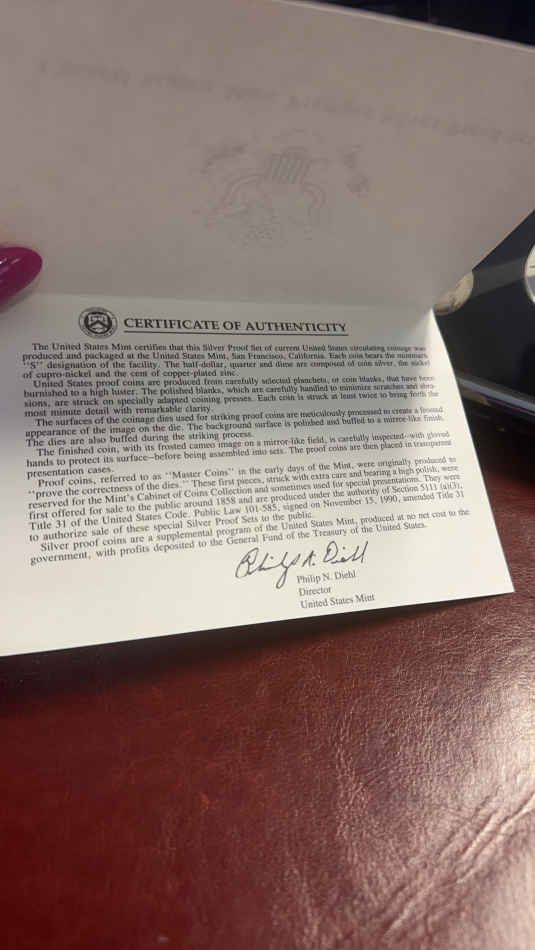 CERTIFICATE OF AUTHENTICITY
The United States Mint certifies that this Silver Proof Set of current United States circulating coinage was
produced and packaged at the United States Mint, San Francisco, California. Each coin bears the mintmark
"S" designation of the facility. The half-dollar, quarter and dime are composed of coin silver, the nickel
of cupro-nickel and the cent of copper-plated zinc.
United States proof coins are produced from carefully selected planchets, or coin blanks, that have been
burnished to a high luster. The polished blanks, which are carefully handled to minimize scratches and abra-
sions, are struck on specially adapted coining presses. Each coin is struck at least twice to bring forth the
most minute detail with remarkable clarity.
The surfaces of the coinage dies used for striking proof coins are meticulously processed to create a frosted
appearance of the image on the die. The background surface is polished and buffed to a mirror-like finish.
The dies are also buffed during the striking process.
The finished coin, with its frosted cameo image on a mirror-like field, is carefully inspected—with gloved
hands to protect its surface—before being assembled into sets. The proof coins are then placed in transparent
presentation cases.
Proof coins, referred to as "Master Coins" in the early days of the Mint, were originally produced to
"prove the correctness of the dies." These first pieces, struck with extra care and bearing a high polish, were
reserved for the Mint's Cabinet of Coins Collection and sometimes used for special presentations. They were
first offered for sale to the public around 1858 and are produced under the authority of Section 5111 (a)(3),
Title 31 of the United States Code. Public Law 101-585, signed on November 15, 1990, amended Title 31
to authorize sale of these special Silver Proof Sets to the public.
Silver proof coins are a supplemental program of the United States Mint, produced at no net cost to the
government, with profits deposited to the General Fund of the Treasury of the United States.
Philip N. Diehl
Philip N. Diehl
Director
United States Mint